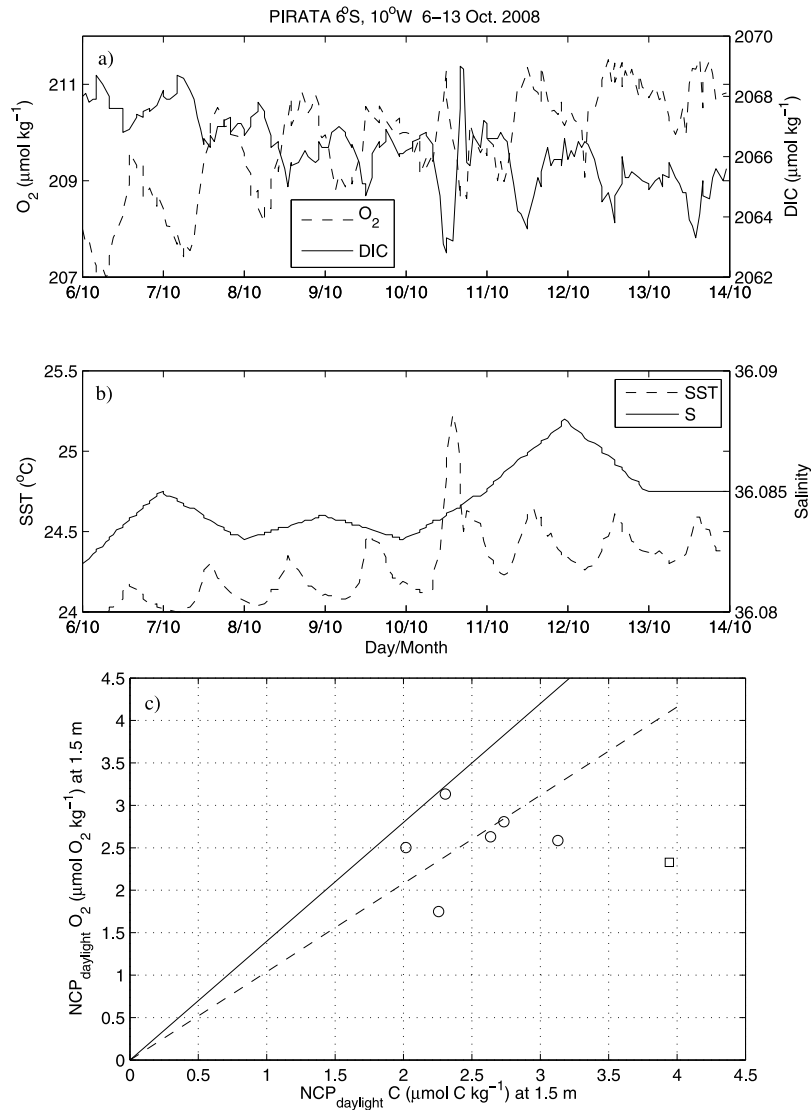 PIRATA 6°S, 10°W 6−13 Oct. 2008
a)
211
209
207
O₂ (μmol kg⁻¹)
2070
2068
2066
2064
2062
DIC (μmol kg⁻¹)
O₂
DIC
6/10 7/10 8/10 9/10 10/10 11/10 12/10 13/10 14/10
b)
25.5
25
24.5
24
SST (°C)
36.09
36.085
36.08
Salinity
SST
S
6/10 7/10 8/10 9/10 10/10 11/10 12/10 13/10 14/10
Day/Month
c)
4.5
4
3.5
3
2.5
2
1.5
1
0.5
0
NCP_daylight O₂ (μmol O₂ kg⁻¹) at 1.5 m
0 0.5 1 1.5 2 2.5 3 3.5 4 4.5
NCP_daylight C (μmol C kg⁻¹) at 1.5 m